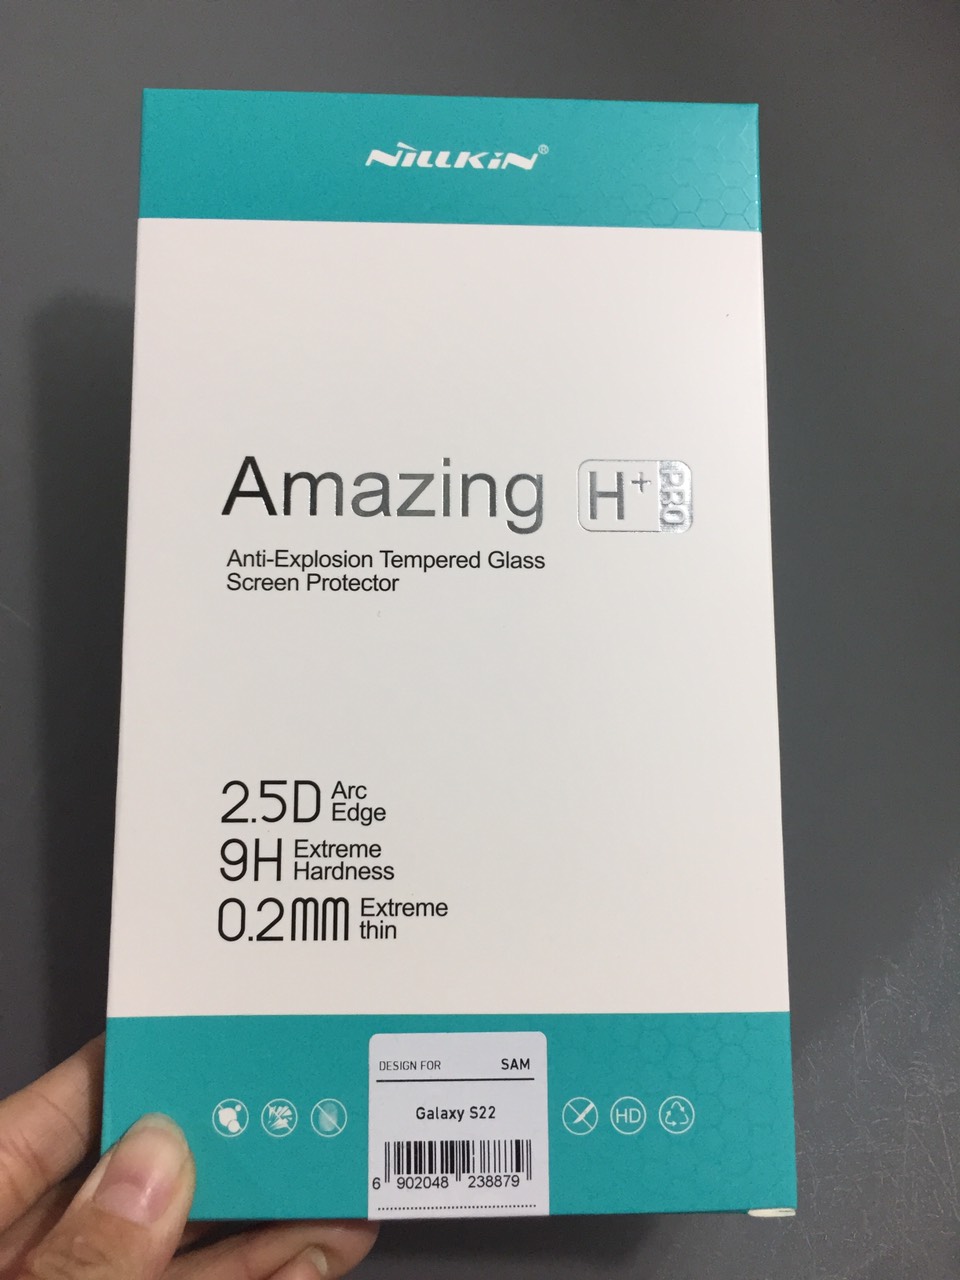 NILLKIN®
Amazing H+ PRO
Anti-Explosion Tempered Glass
Screen Protector
2.5D Arc Edge
9H Extreme Hardness
0.2mm Extreme thin
DESIGN FOR SAM
Galaxy S22
HD
6 902048 238879